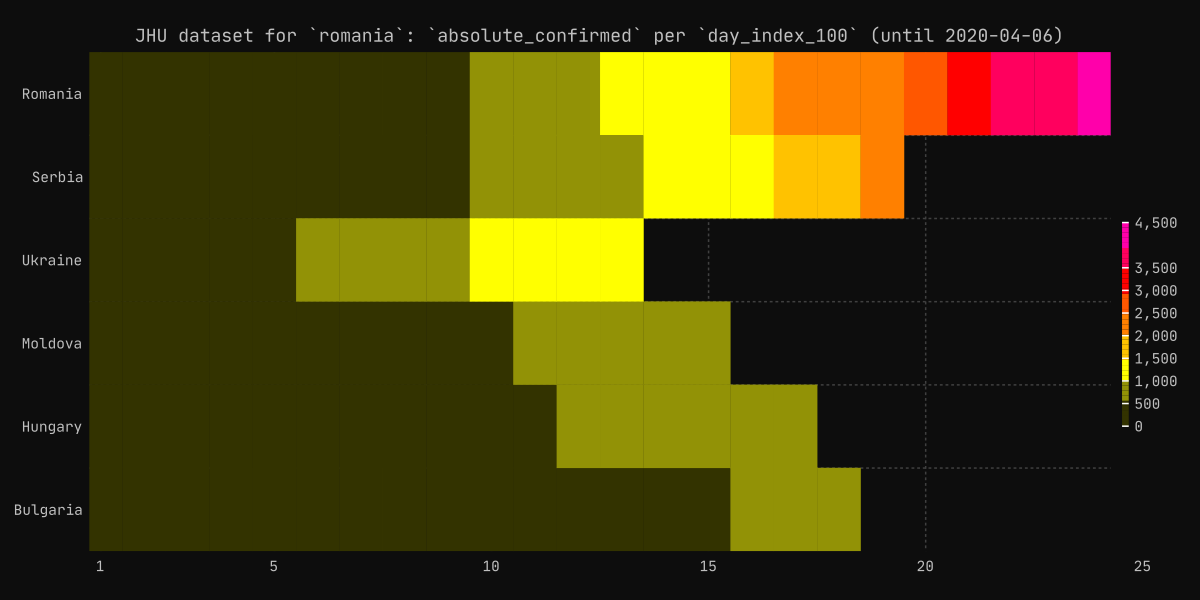 JHU dataset for `romania`: `absolute_confirmed` per `day_index_100` (until 2020-04-06)
Romania
Serbia
Ukraine
Moldova
Hungary
Bulgaria
4,500
3,500
3,000
2,500
2,000
1,500
1,000
500
0
1 5 10 15 20 25